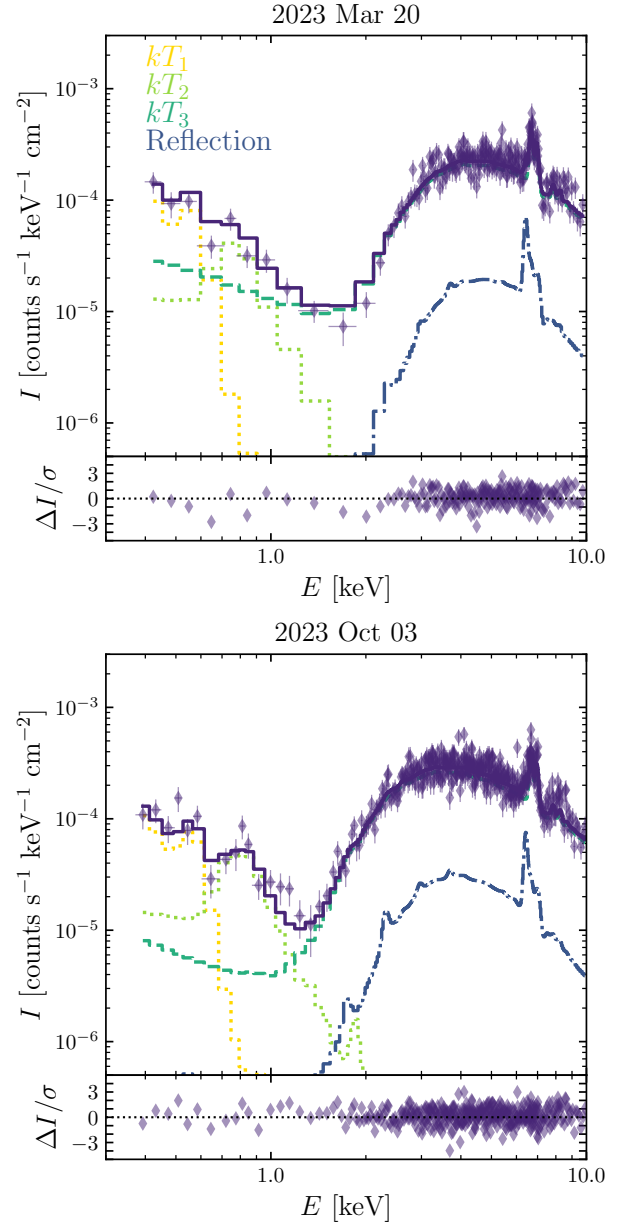 2023 Mar 20
kT₁
kT₂
kT₃
Reflection
I [counts s⁻¹ keV⁻¹ cm⁻²]
10⁻³
10⁻⁴
10⁻⁵
10⁻⁶
ΔI/σ
3
0
−3
1.0 10.0
E [keV]
2023 Oct 03
I [counts s⁻¹ keV⁻¹ cm⁻²]
10⁻³
10⁻⁴
10⁻⁵
10⁻⁶
ΔI/σ
3
0
−3
1.0 10.0
E [keV]